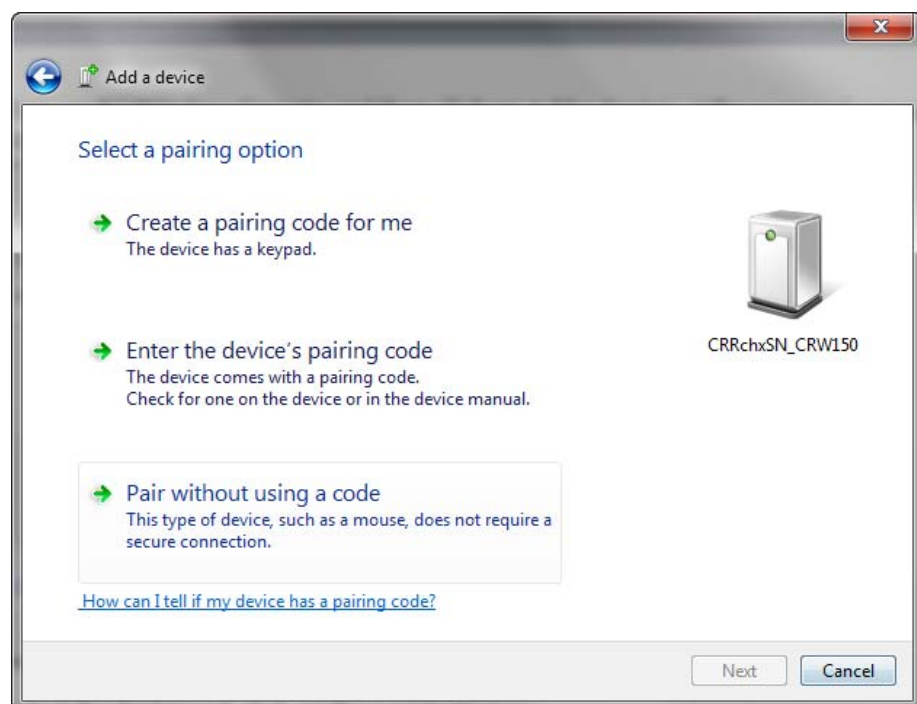 Add a device
Select a pairing option
Create a pairing code for me
The device has a keypad.
Enter the device's pairing code
The device comes with a pairing code.
Check for one on the device or in the device manual.
Pair without using a code
This type of device, such as a mouse, does not require a
secure connection.
How can I tell if my device has a pairing code?
CRRchxSN_CRW150
Next
Cancel